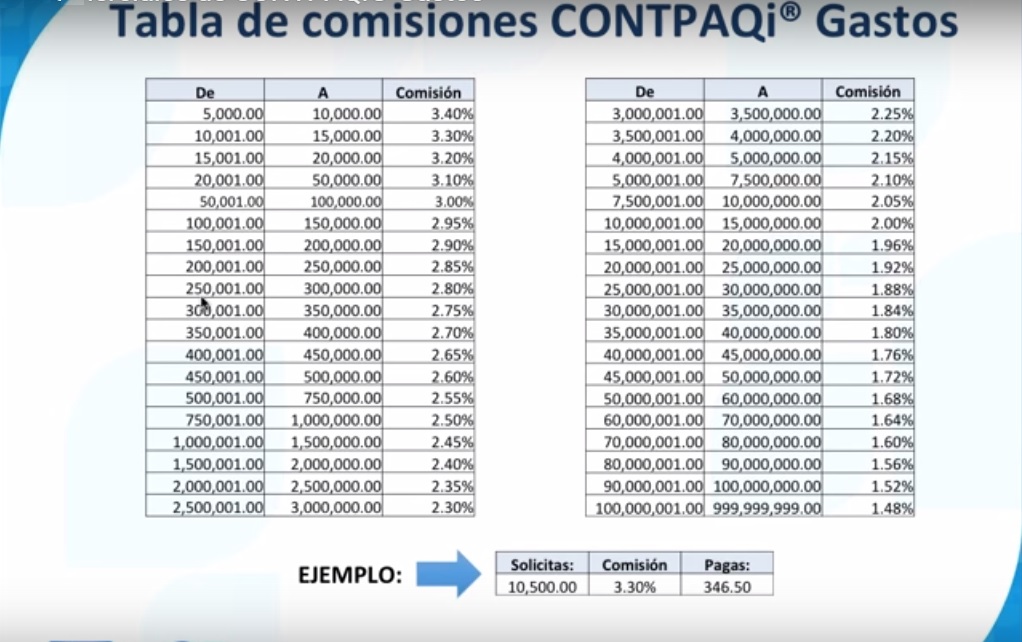 Tabla de comisiones CONTPAQi® Gastos
De A Comisión
5,000.00 10,000.00 3.40%
10,001.00 15,000.00 3.30%
15,001.00 20,000.00 3.20%
20,001.00 50,000.00 3.10%
50,001.00 100,000.00 3.00%
100,001.00 150,000.00 2.95%
150,001.00 200,000.00 2.90%
200,001.00 250,000.00 2.85%
250,001.00 300,000.00 2.80%
300,001.00 350,000.00 2.75%
350,001.00 400,000.00 2.70%
400,001.00 450,000.00 2.65%
450,001.00 500,000.00 2.60%
500,001.00 750,000.00 2.55%
750,001.00 1,000,000.00 2.50%
1,000,001.00 1,500,000.00 2.45%
1,500,001.00 2,000,000.00 2.40%
2,000,001.00 2,500,000.00 2.35%
2,500,001.00 3,000,000.00 2.30%
De A Comisión
3,000,001.00 3,500,000.00 2.25%
3,500,001.00 4,000,000.00 2.20%
4,000,001.00 5,000,000.00 2.15%
5,000,001.00 7,500,000.00 2.10%
7,500,001.00 10,000,000.00 2.05%
10,000,001.00 15,000,000.00 2.00%
15,000,001.00 20,000,000.00 1.96%
20,000,001.00 25,000,000.00 1.92%
25,000,001.00 30,000,000.00 1.88%
30,000,001.00 35,000,000.00 1.84%
35,000,001.00 40,000,000.00 1.80%
40,000,001.00 45,000,000.00 1.76%
45,000,001.00 50,000,000.00 1.72%
50,000,001.00 60,000,000.00 1.68%
60,000,001.00 70,000,000.00 1.64%
70,000,001.00 80,000,000.00 1.60%
80,000,001.00 90,000,000.00 1.56%
90,000,001.00 100,000,000.00 1.52%
100,000,001.00 999,999,999.00 1.48%
EJEMPLO:
Solicitas: Comisión Pagas:
10,500.00 3.30% 346.50